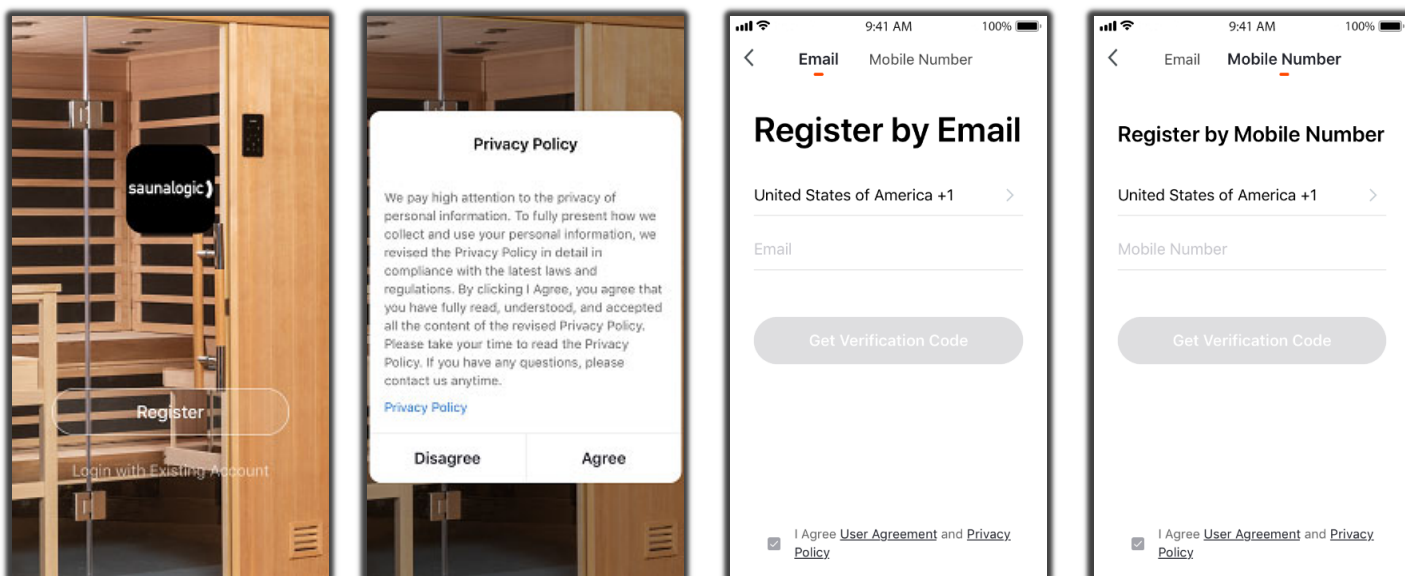 saunalogic
Register
Login with Existing Account
Privacy Policy
We pay high attention to the privacy of
personal information. To fully present how we
collect and use your personal information, we
revised the Privacy Policy in detail in
compliance with the latest laws and
regulations. By clicking I Agree, you agree that
you have fully read, understood, and accepted
all the content of the revised Privacy Policy.
Please take your time to read the Privacy
Policy. If you have any questions, please
contact us anytime.
Privacy Policy
Disagree Agree
9:41 AM 100%
Email Mobile Number
Register by Email
United States of America +1
Email
Get Verification Code
I Agree User Agreement and Privacy
Policy
9:41 AM 100%
Email Mobile Number
Register by Mobile Number
United States of America +1
Mobile Number
Get Verification Code
I Agree User Agreement and Privacy
Policy